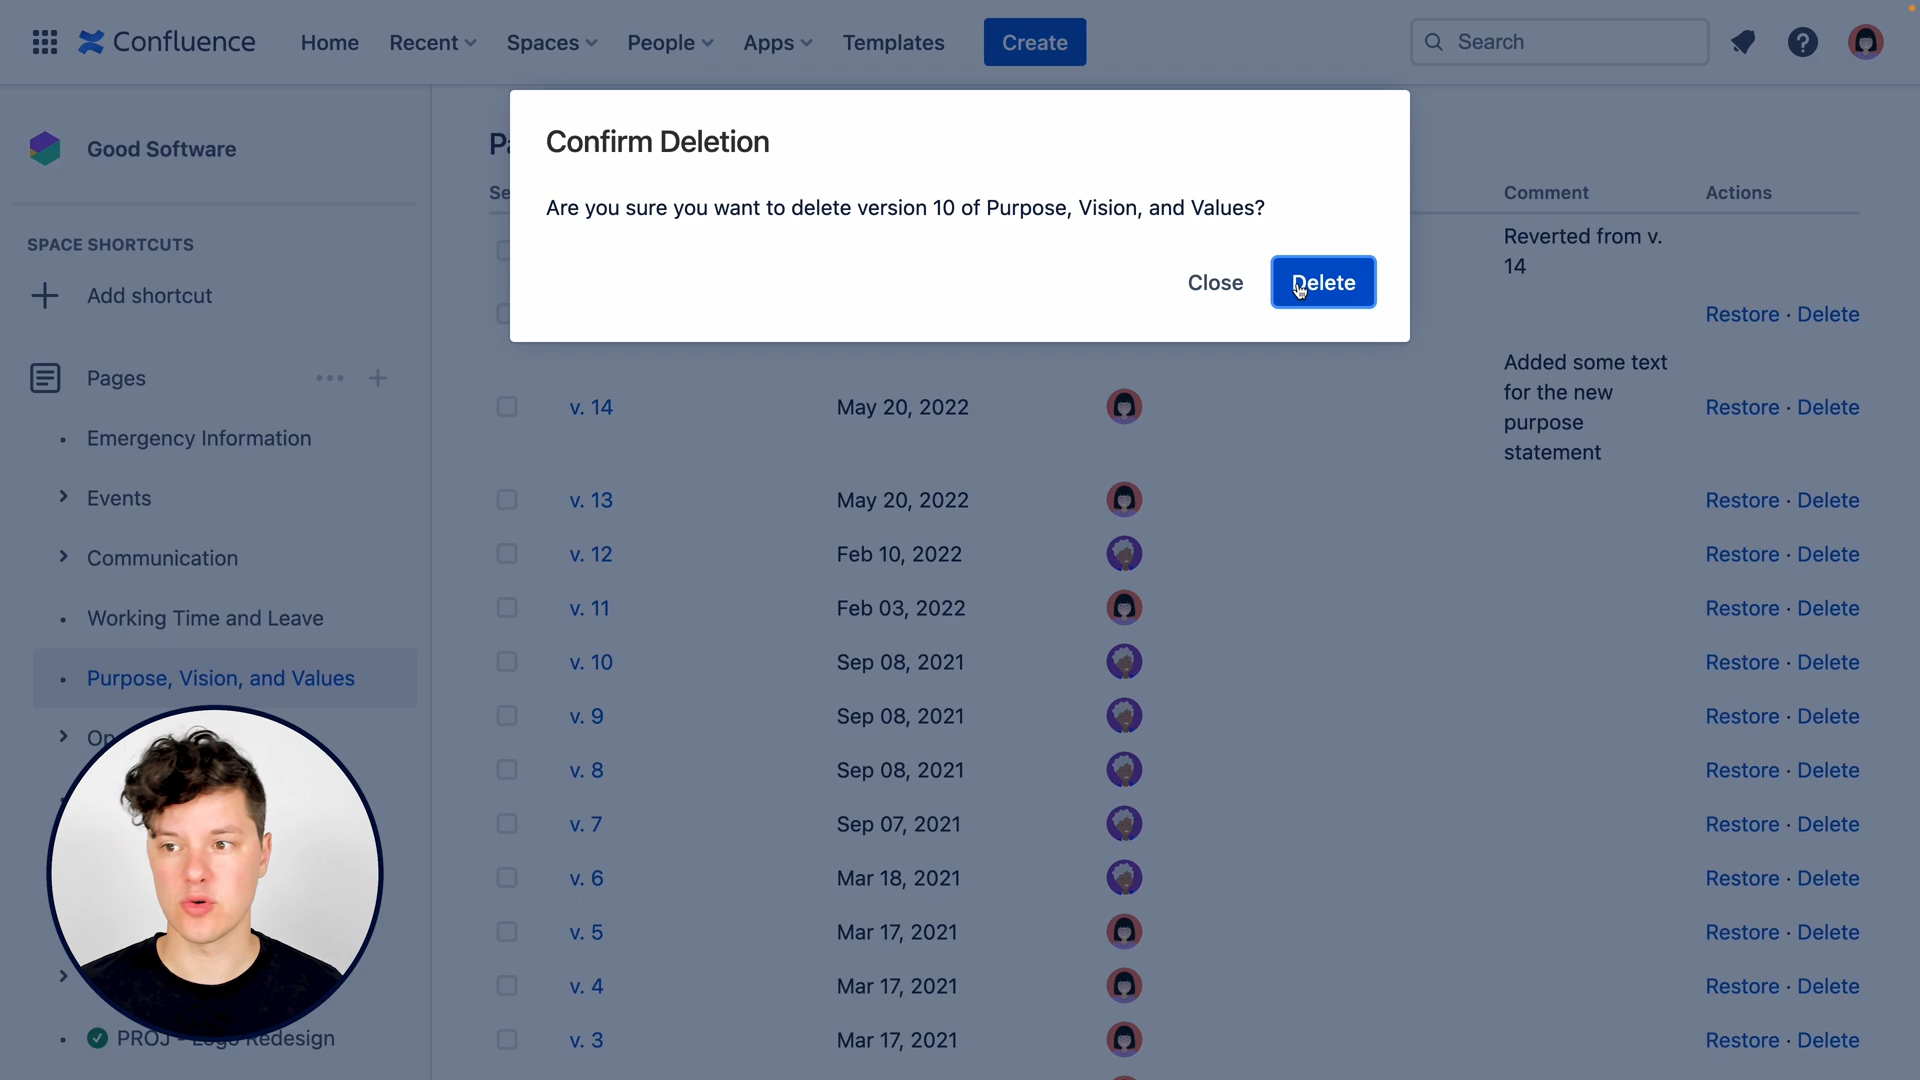 Confluence
Home
Recent
Spaces
People
Apps
Templates
Create
Search
Good Software
SPACE SHORTCUTS
Add shortcut
Pages
Emergency Information
Events
Communication
Working Time and Leave
Purpose, Vision, and Values
Confirm Deletion
Are you sure you want to delete version 10 of Purpose, Vision, and Values?
Close
Delete
Comment
Actions
Reverted from v.
14
Restore · Delete
v. 14
May 20, 2022
Added some text
for the new
purpose
statement
Restore · Delete
v. 13
May 20, 2022
Restore · Delete
v. 12
Feb 10, 2022
Restore · Delete
v. 11
Feb 03, 2022
Restore · Delete
v. 10
Sep 08, 2021
Restore · Delete
v. 9
Sep 08, 2021
Restore · Delete
v. 8
Sep 08, 2021
Restore · Delete
v. 7
Sep 07, 2021
Restore · Delete
v. 6
Mar 18, 2021
Restore · Delete
v. 5
Mar 17, 2021
Restore · Delete
v. 4
Mar 17, 2021
Restore · Delete
v. 3
Mar 17, 2021
Restore · Delete
PROJ - Logo Redesign